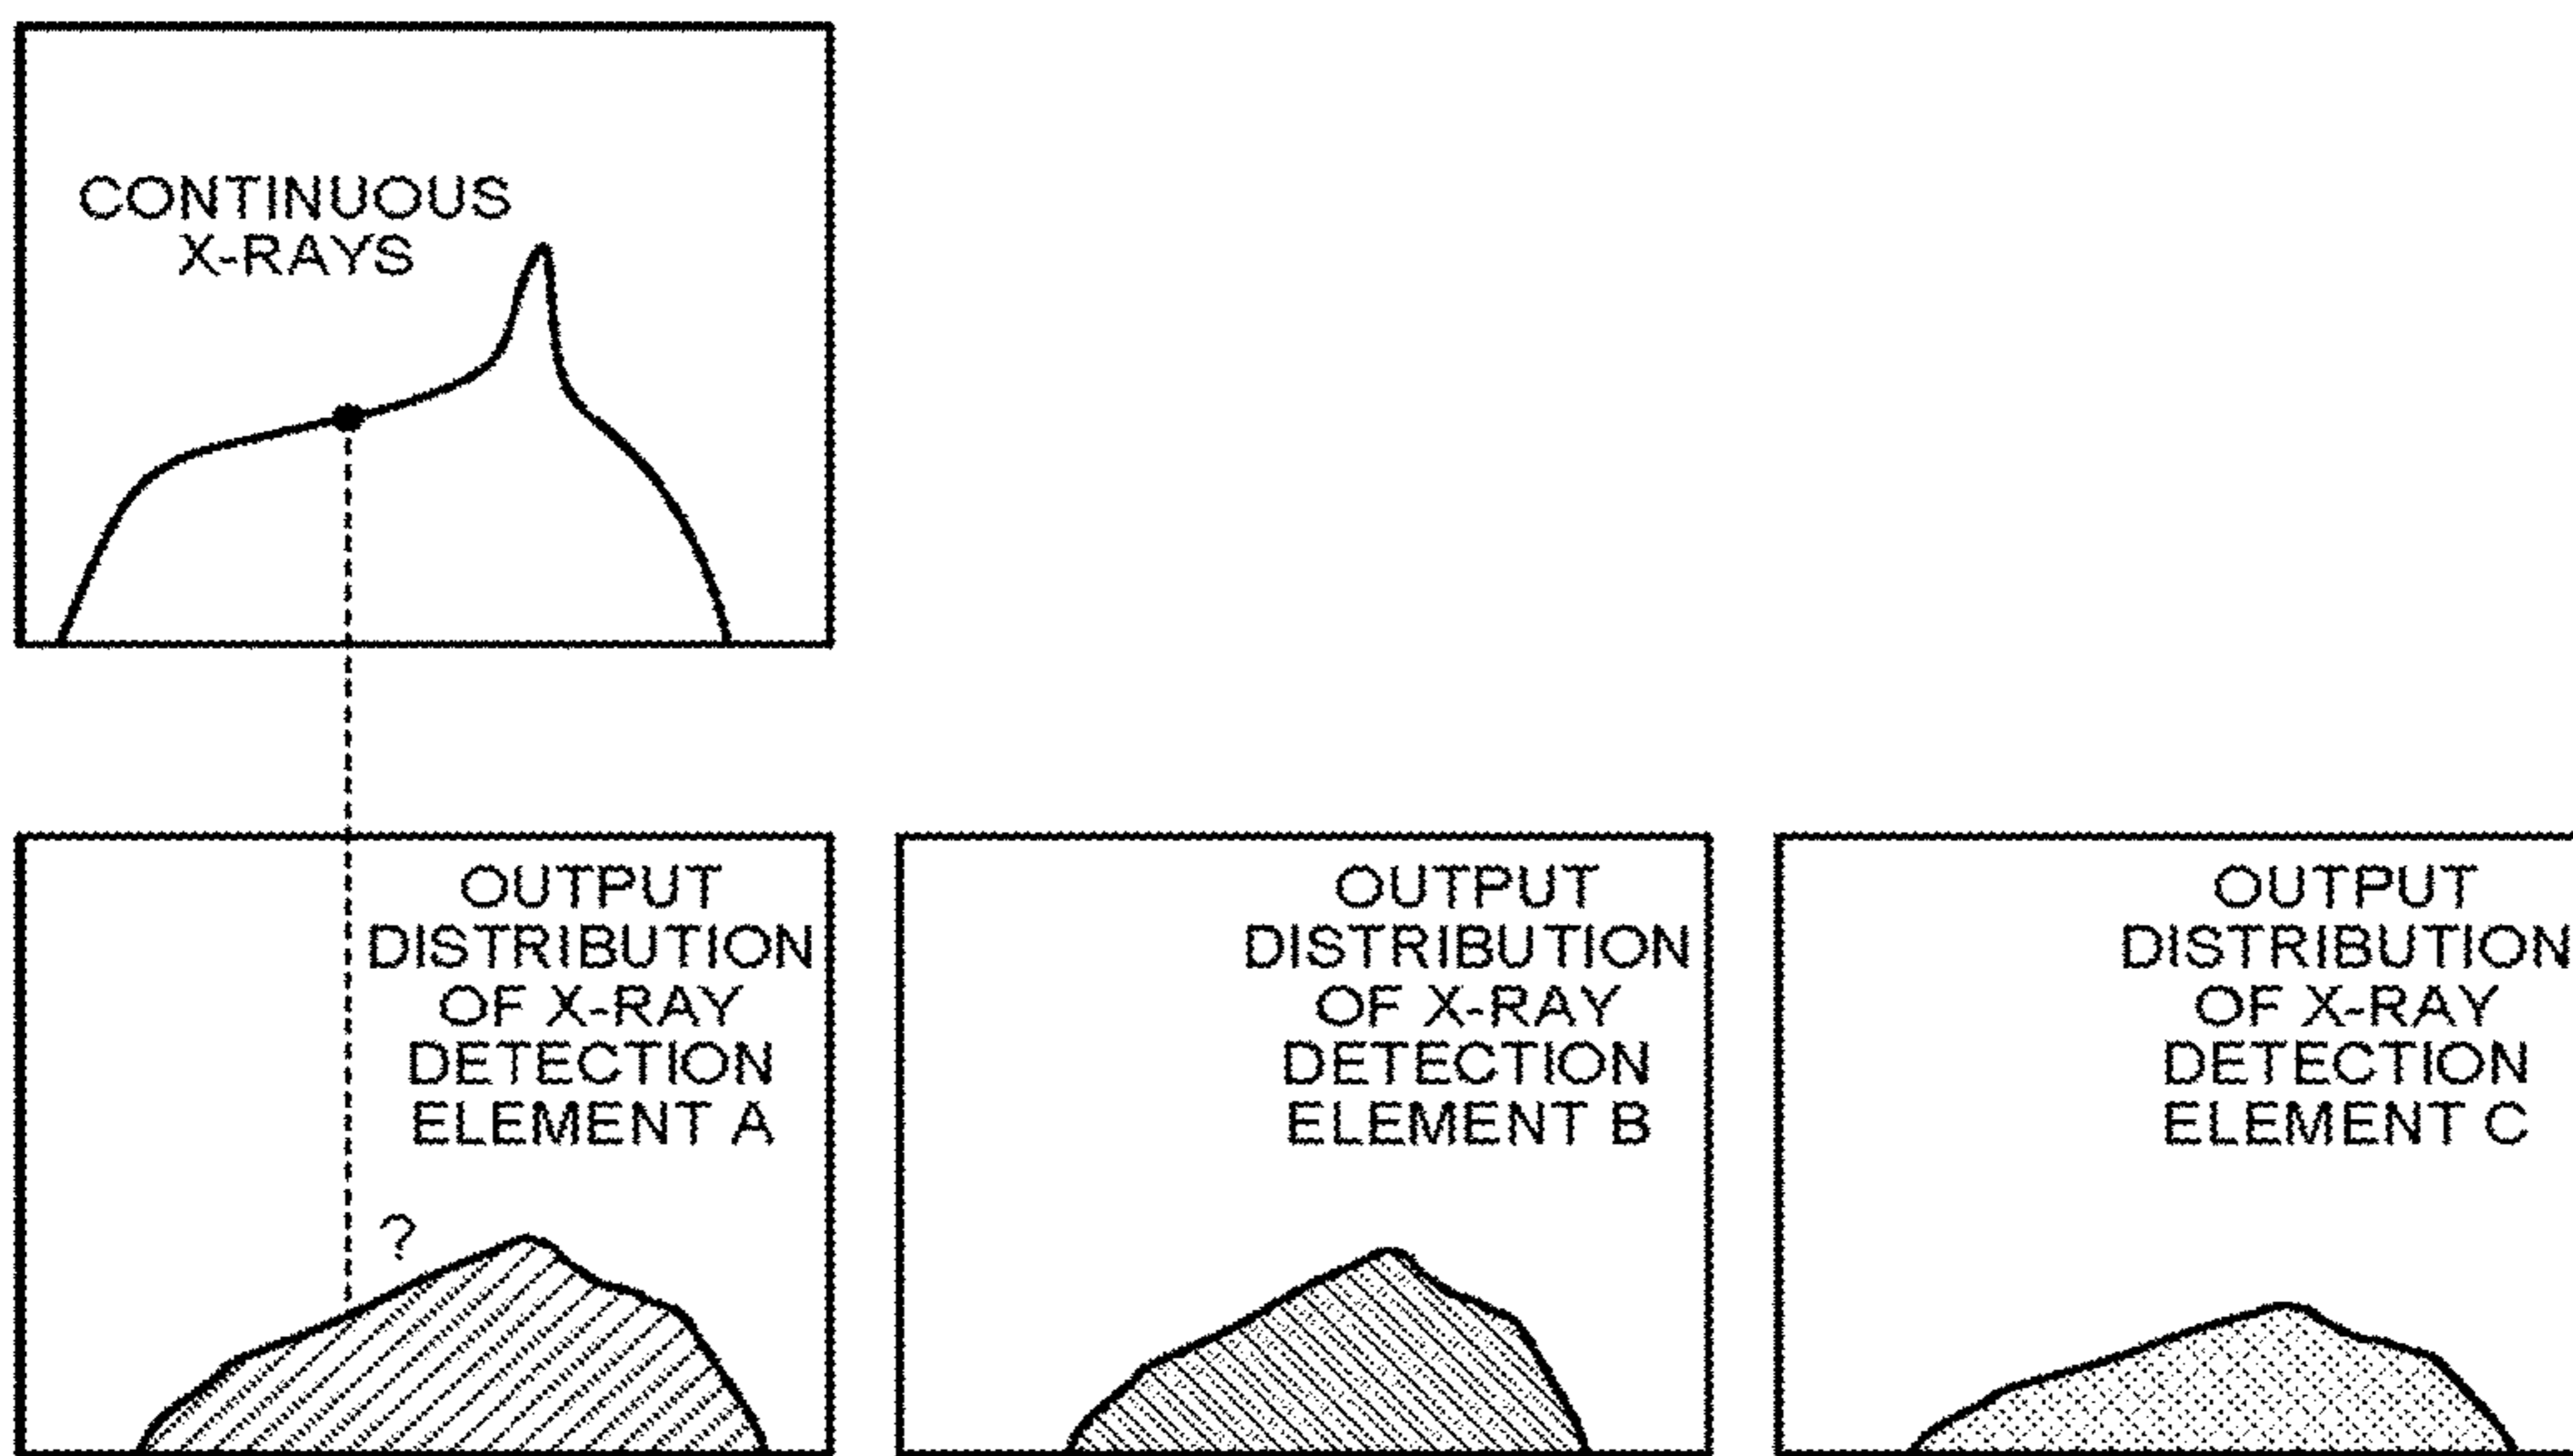 CONTINUOUS
X-RAYS
OUTPUT
DISTRIBUTION
OF X-RAY
DETECTION
ELEMENT A
?
OUTPUT
DISTRIBUTION
OF X-RAY
DETECTION
ELEMENT B
OUTPUT
DISTRIBUTION
OF X-RAY
DETECTION
ELEMENT C